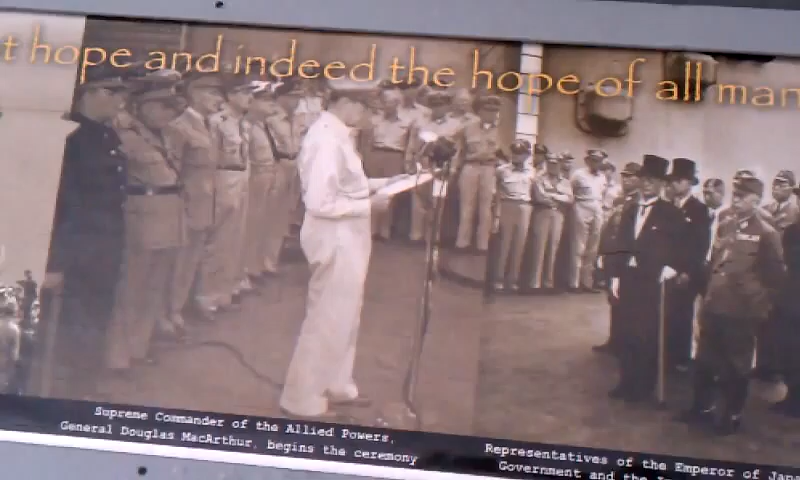 t hope and indeed the hope of all man
Supreme Commander of the Allied Powers,
General Douglas MacArthur, begins the ceremony
Representatives of the Emperor of Jap
Government and the